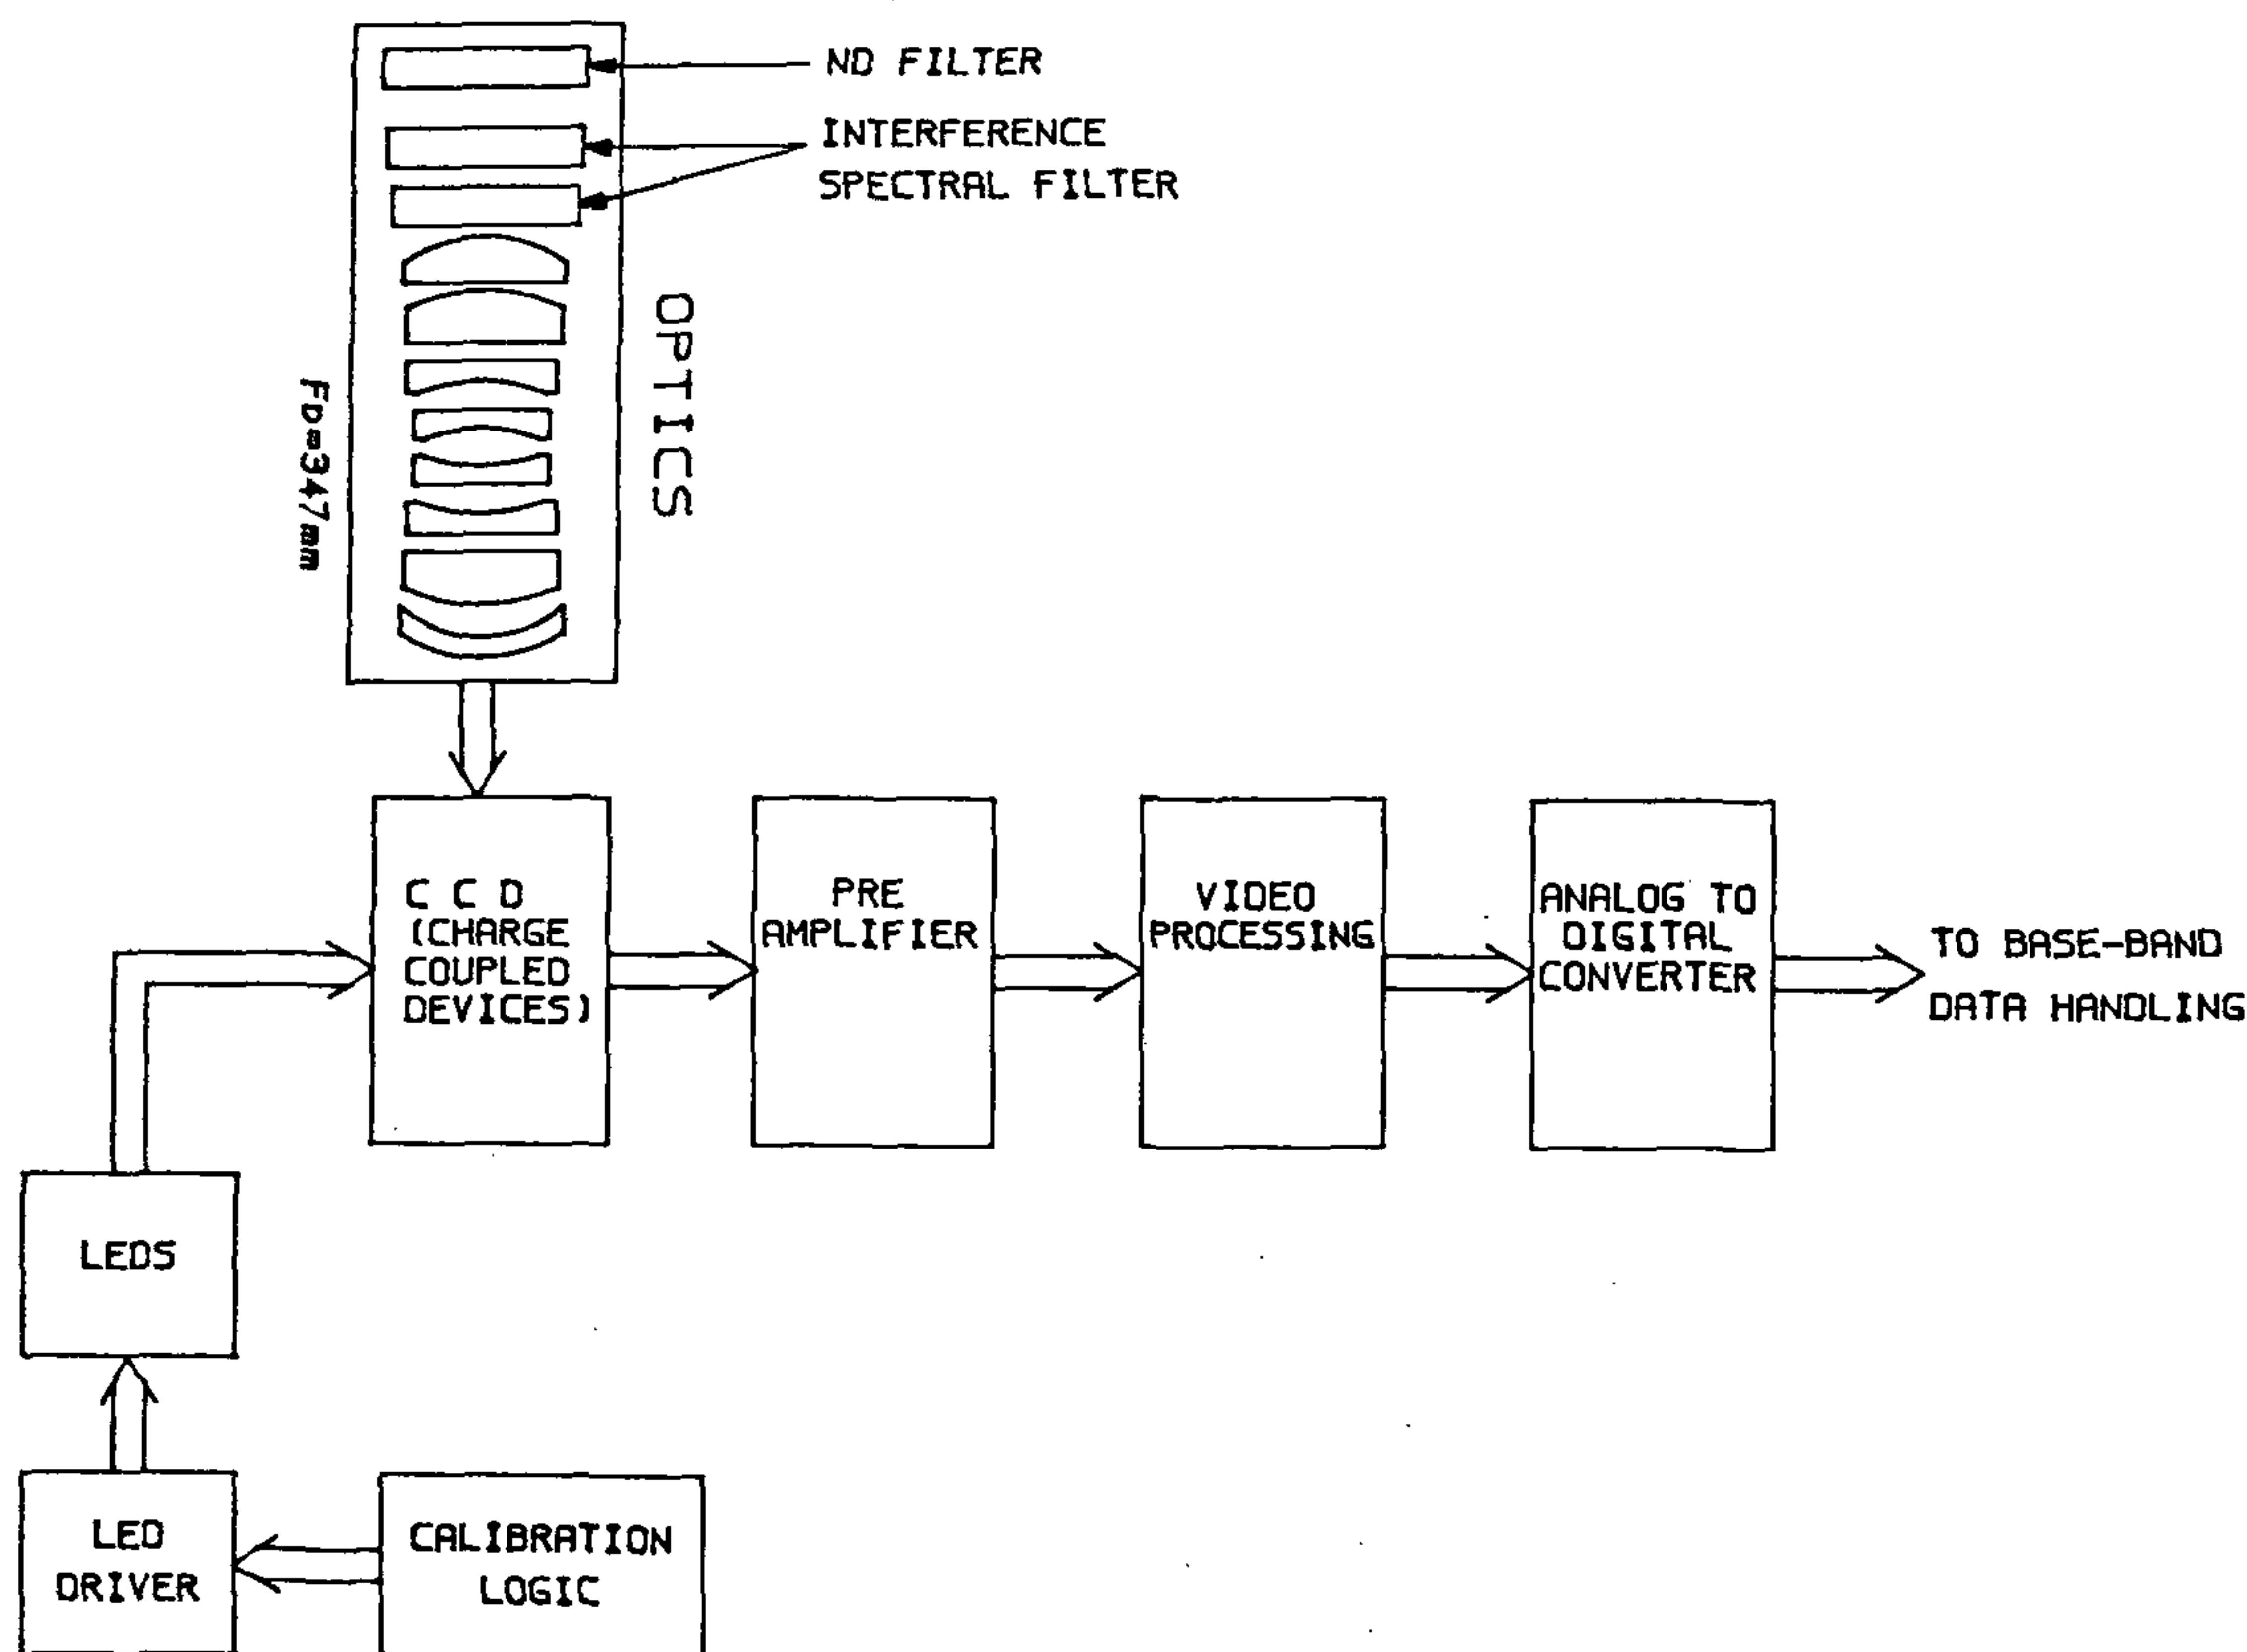 ND FILTER
INTERFERENCE
SPECTRAL FILTER
OPTICS
Fo=347mm
C C D
(CHARGE
COUPLED
DEVICES)
PRE
AMPLIFIER
VIDEO
PROCESSING
ANALOG TO
DIGITAL
CONVERTER
TO BASE-BAND
DATA HANDLING
LEDS
LED
DRIVER
CALIBRATION
LOGIC